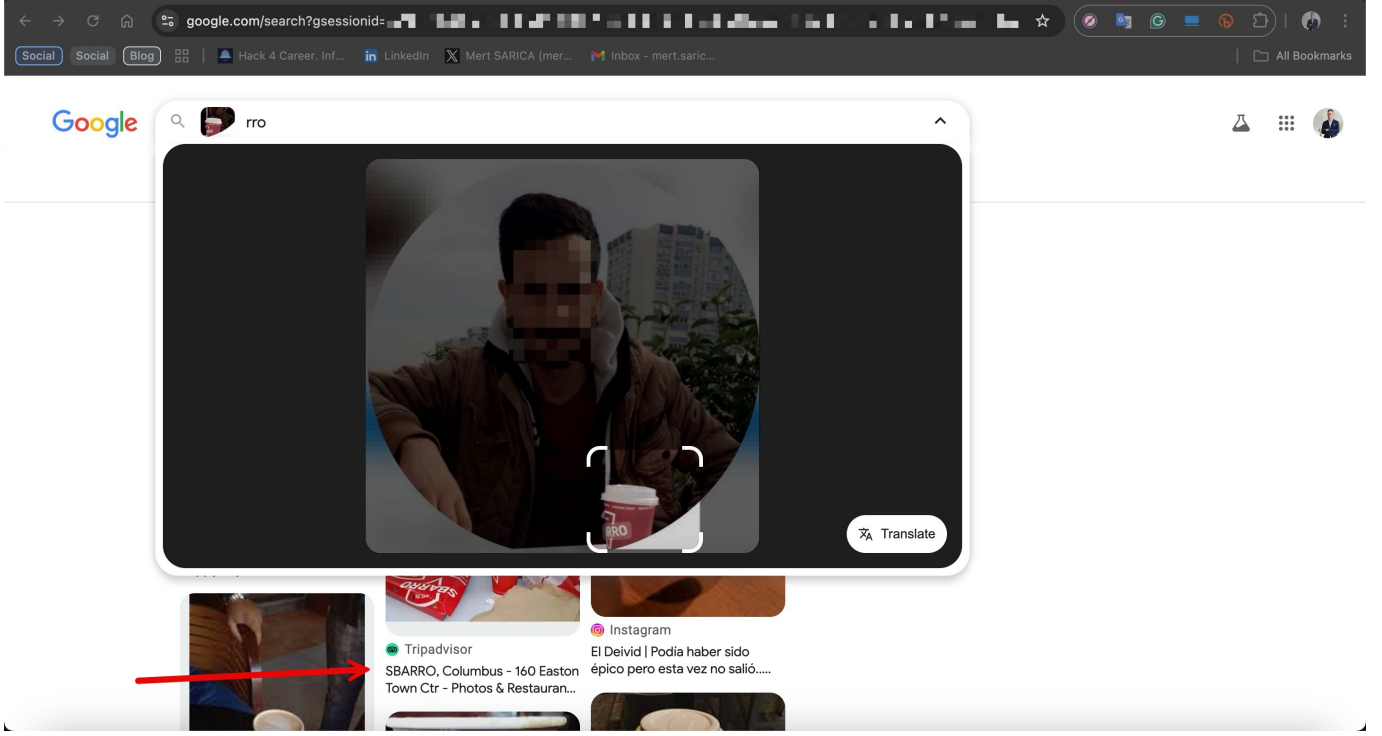 google.com/search?gsessionid=
Social
Social
Blog
Hack 4 Career. Inf...
LinkedIn
Mert SARICA (mer...
Inbox - mert.saric...
All Bookmarks
Google
rro
RRO
Translate
SBARRO
Tripadvisor
SBARRO, Columbus - 160 Easton
Town Ctr - Photos & Restauran...
Instagram
El Deivid | Podía haber sido
épico pero esta vez no salió.....